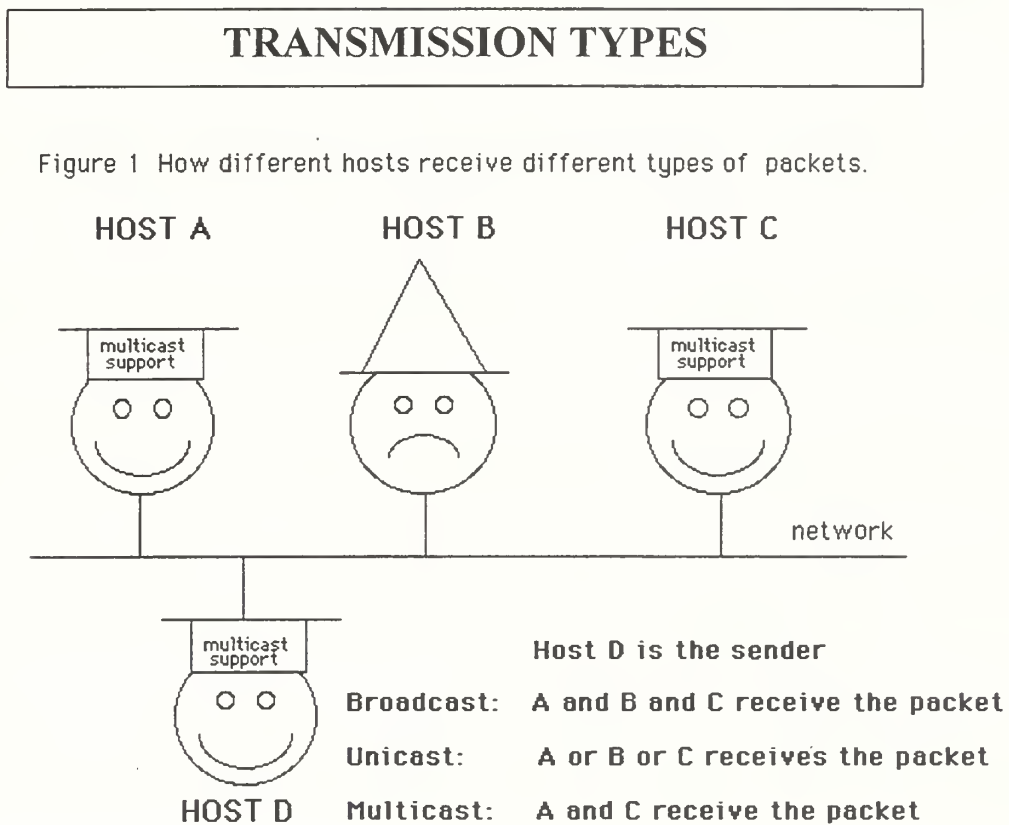 TRANSMISSION TYPES
Figure 1 How different hosts receive different types of packets.
HOST A
HOST B
HOST C
multicast
support
multicast
support
network
multicast
support
Host D is the sender
Broadcast: A and B and C receive the packet
Unicast: A or B or C receives the packet
HOST D
Multicast: A and C receive the packet